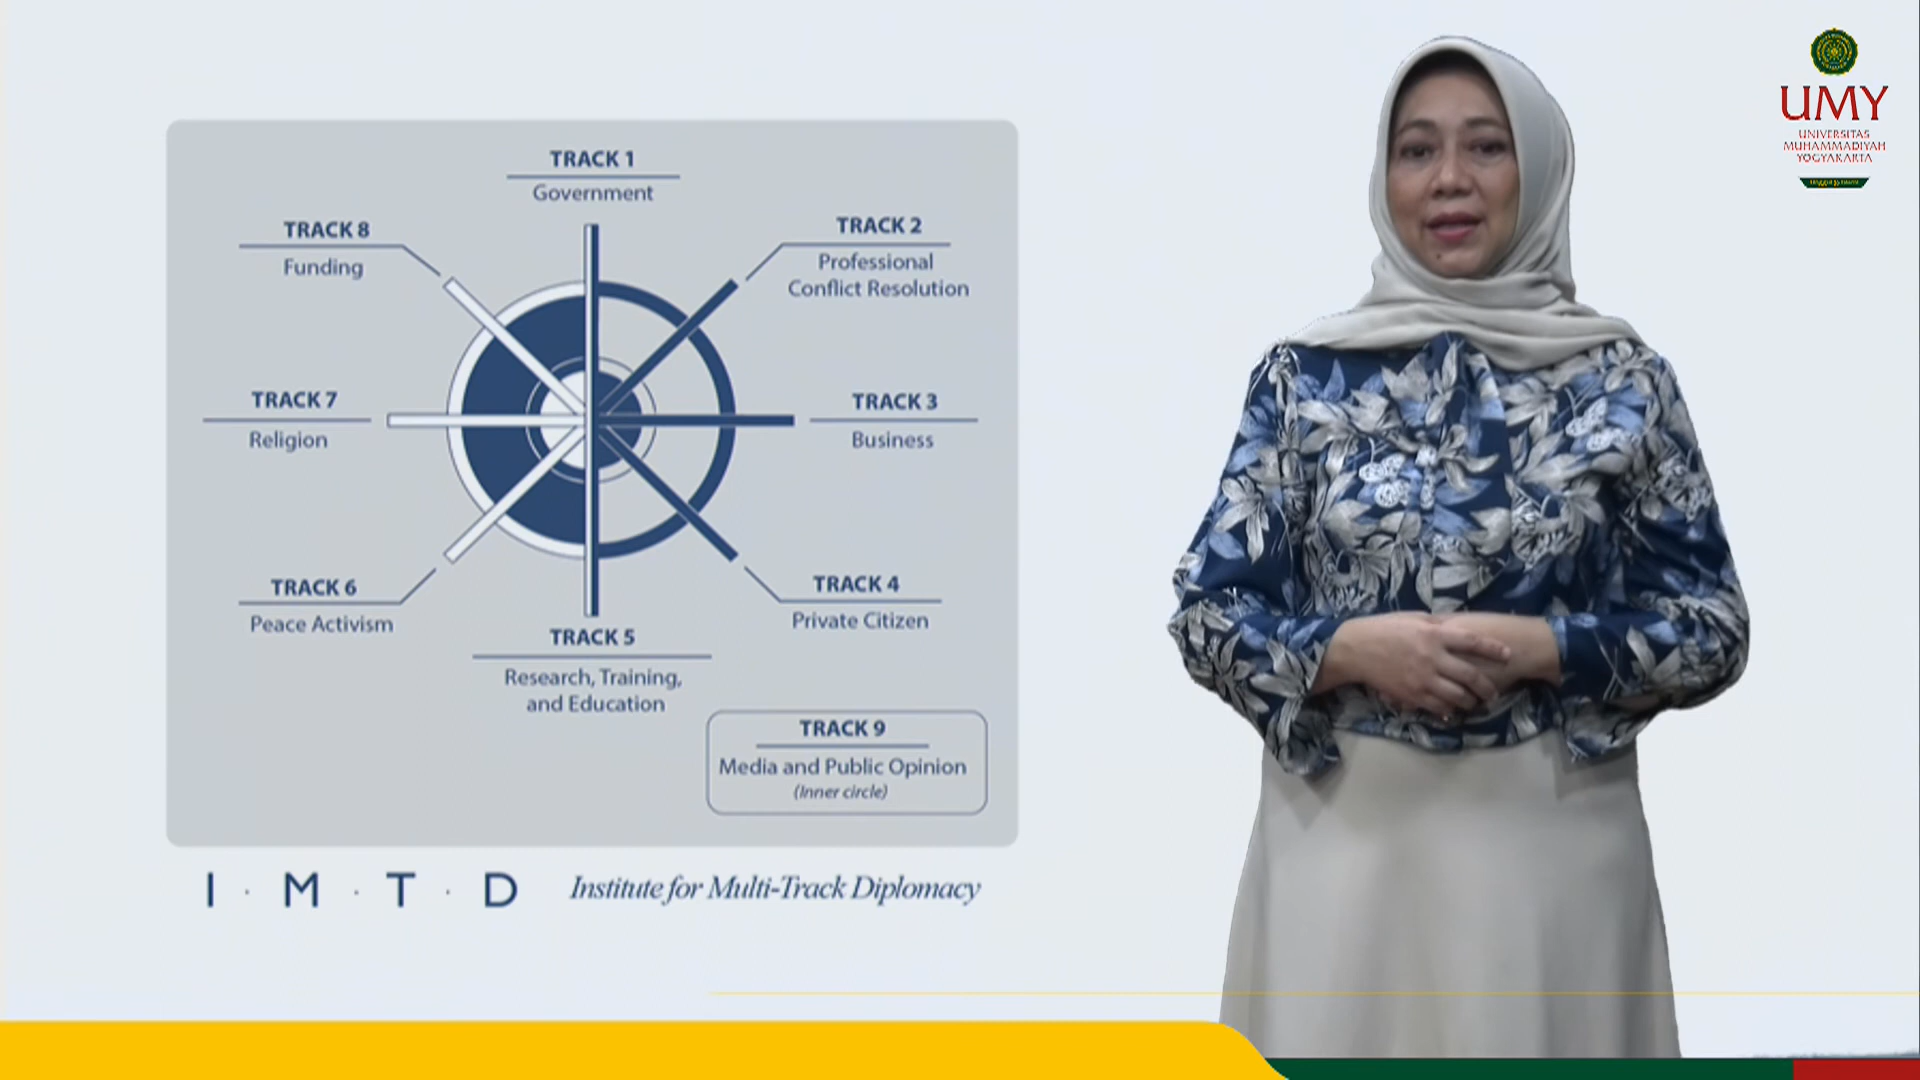 TRACK 1
Government
TRACK 2
Professional
Conflict Resolution
TRACK 3
Business
TRACK 4
Private Citizen
TRACK 5
Research, Training,
and Education
TRACK 6
Peace Activism
TRACK 7
Religion
TRACK 8
Funding
TRACK 9
Media and Public Opinion
(Inner circle)
I · M · T · D
Institute for Multi-Track Diplomacy
UMY
UNIVERSITAS
MUHAMMADIYAH
YOGYAKARTA